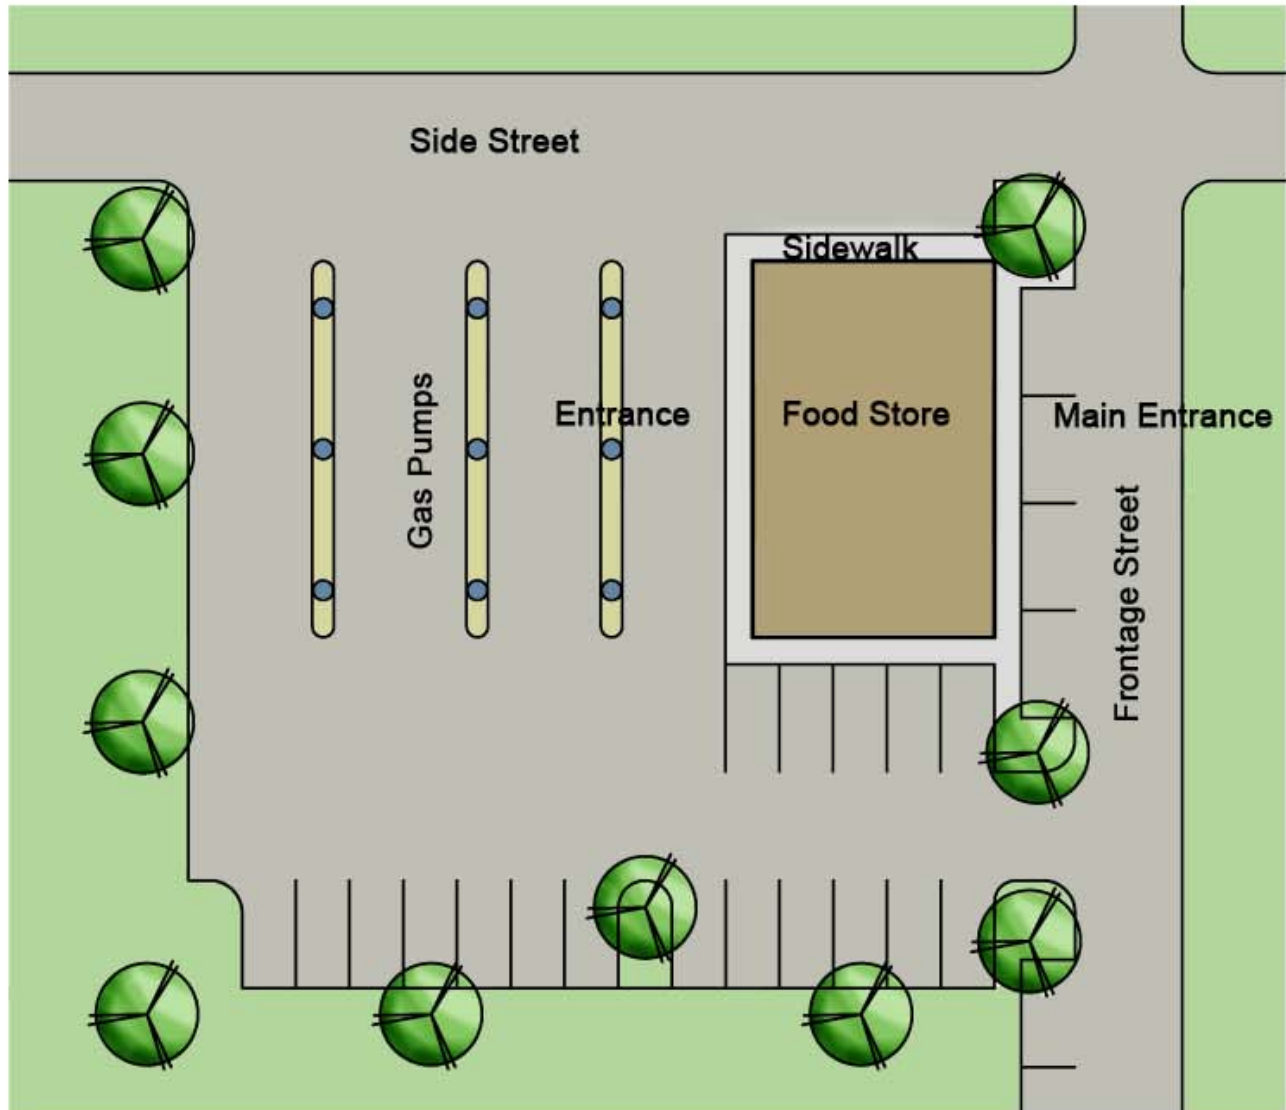 Side Street
Sidewalk
Gas Pumps
Entrance
Food Store
Main Entrance
Frontage Street